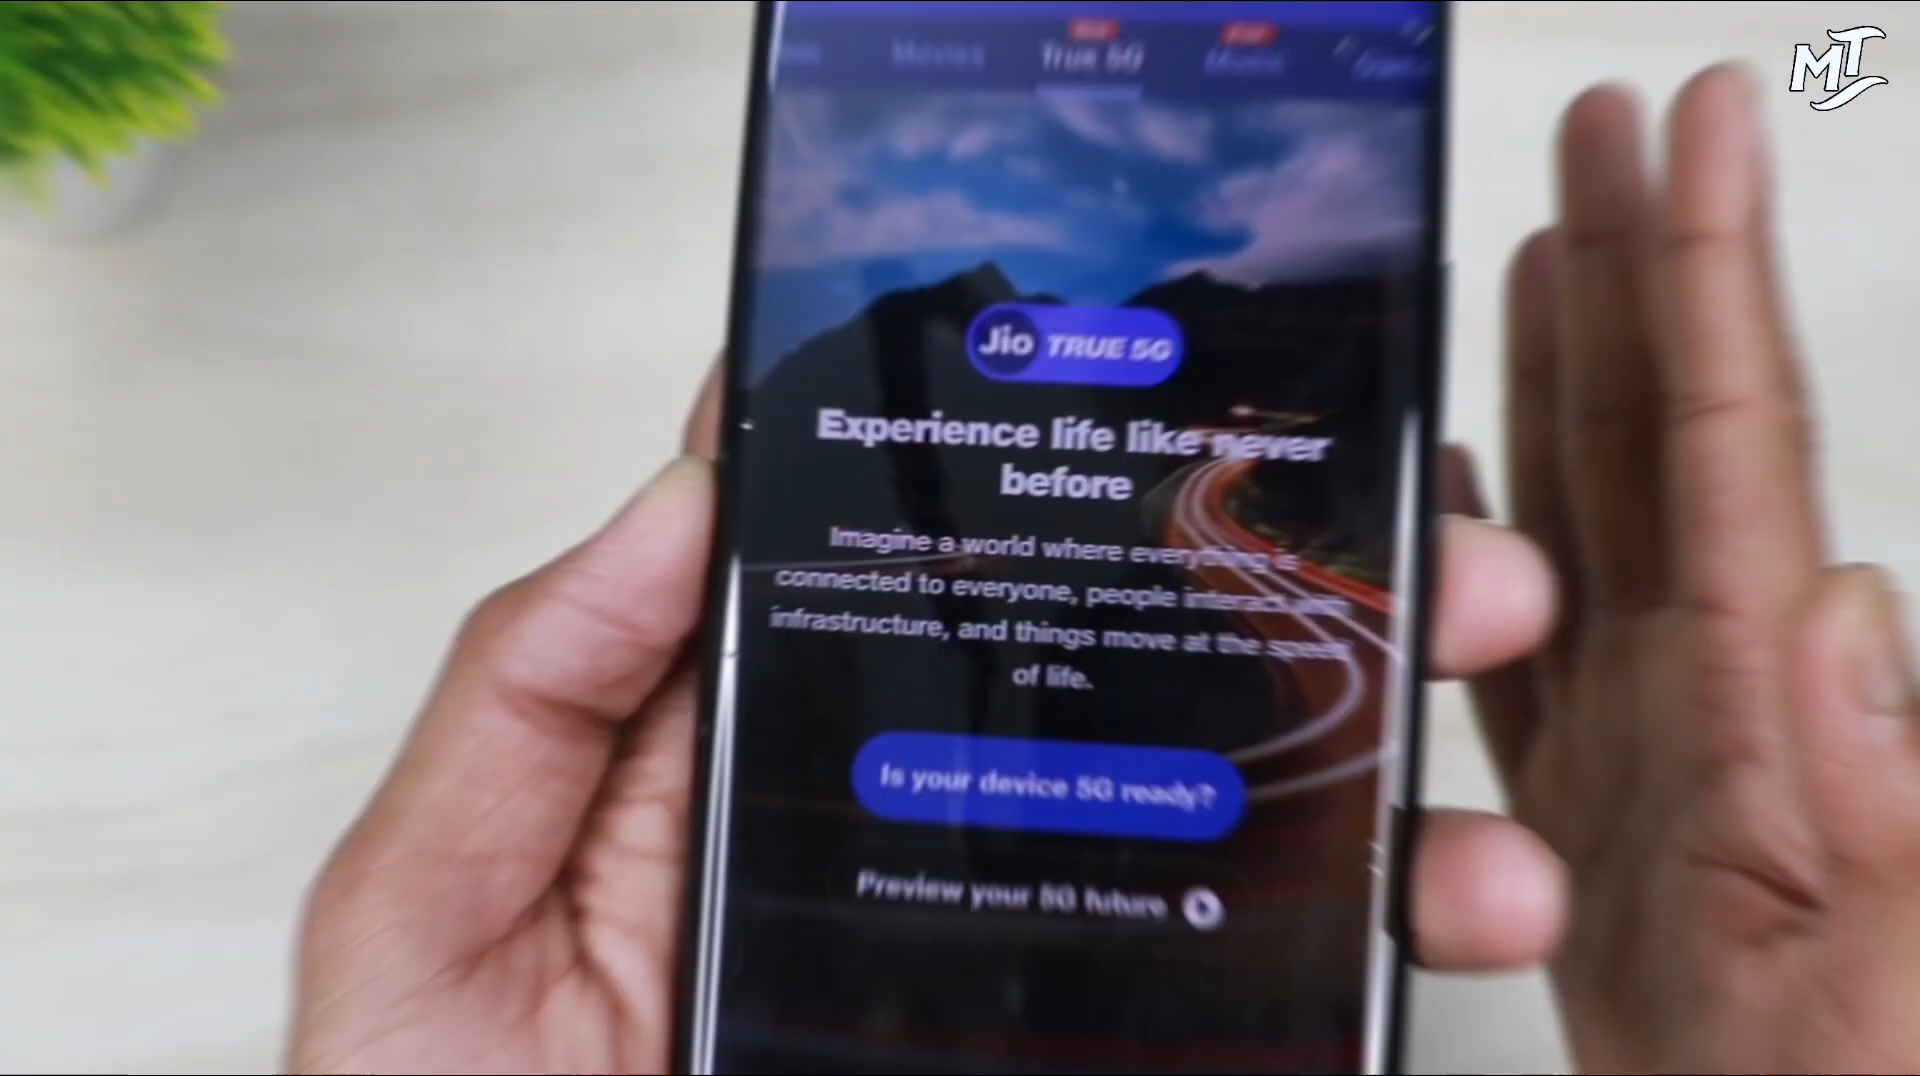 MT
Movies True 5G Music
Jio TRUE 5G
Experience life like never
before
Imagine a world where everything is
connected to everyone, people interact with
infrastructure, and things move at the speed
of life.
Is your device 5G ready?
Preview your 5G future